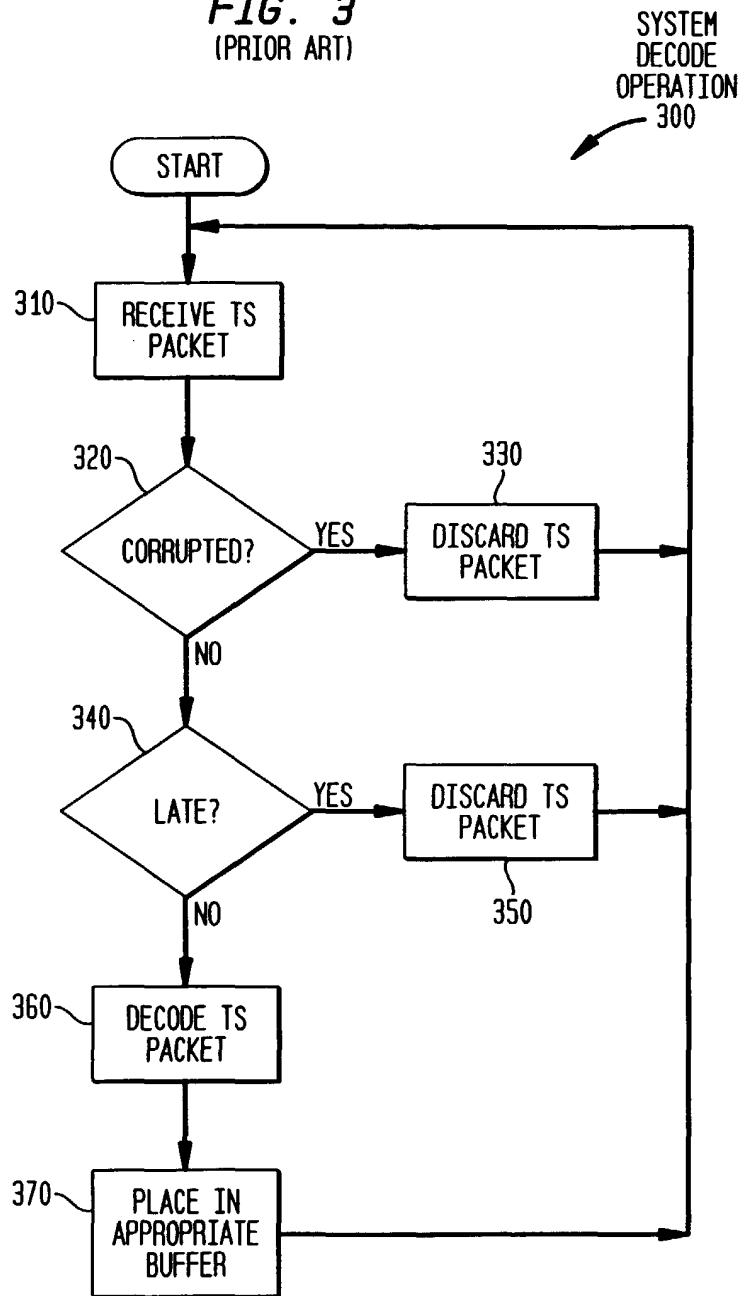 FIG. 3
(PRIOR ART)
SYSTEM
DECODE
OPERATION
300
START
310
RECEIVE TS
PACKET
320
CORRUPTED?
YES
330
DISCARD TS
PACKET
NO
340
LATE?
YES
DISCARD TS
PACKET
350
NO
360
DECODE TS
PACKET
370
PLACE IN
APPROPRIATE
BUFFER